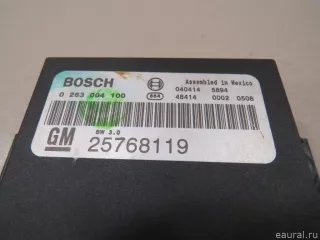 BOSCH
Assembled in Mexico
0 263 004 100
040414 5894
S84
48414 0002 0508
SW 3.0
GM
25768119
eaural.ru